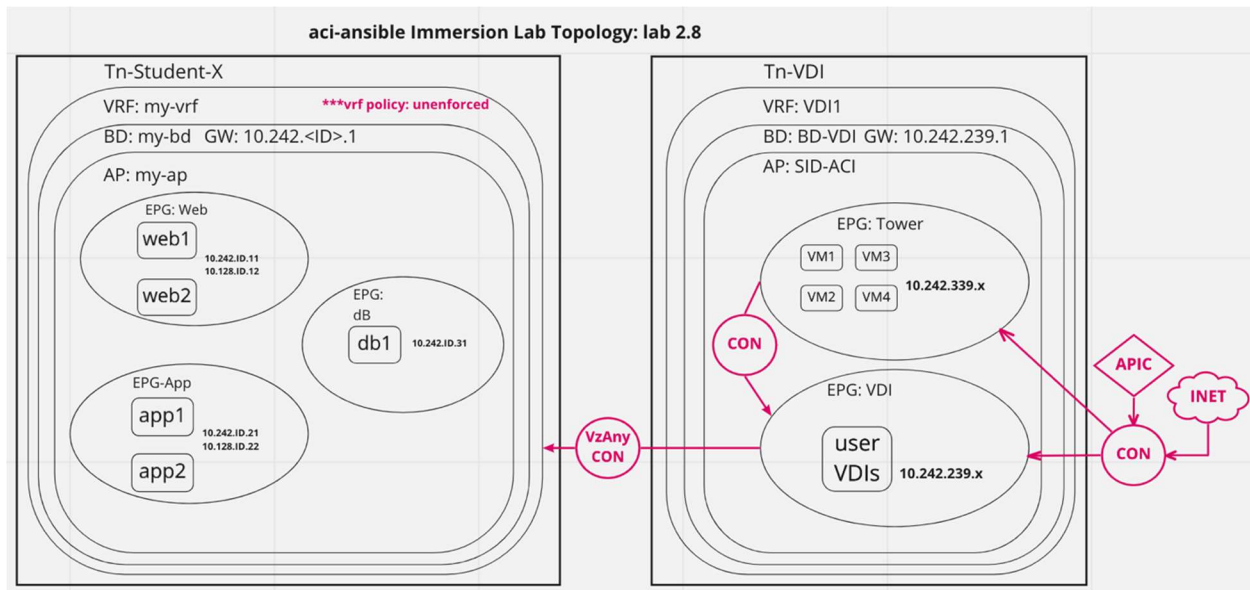 aci-ansible Immersion Lab Topology: lab 2.8
Tn-Student-X
VRF: my-vrf
***vrf policy: unenforced
BD: my-bd GW: 10.242.<ID>.1
AP: my-ap
EPG: Web
web1
10.242.ID.11
10.128.ID.12
web2
EPG:
dB
db1
10.242.ID.31
EPG-App
app1
10.242.ID.21
10.128.ID.22
app2
VzAny
CON
Tn-VDI
VRF: VDI1
BD: BD-VDI GW: 10.242.239.1
AP: SID-ACI
EPG: Tower
VM1
VM3
VM2
VM4
10.242.339.x
CON
EPG: VDI
user
VDIs
10.242.239.x
APIC
INET
CON